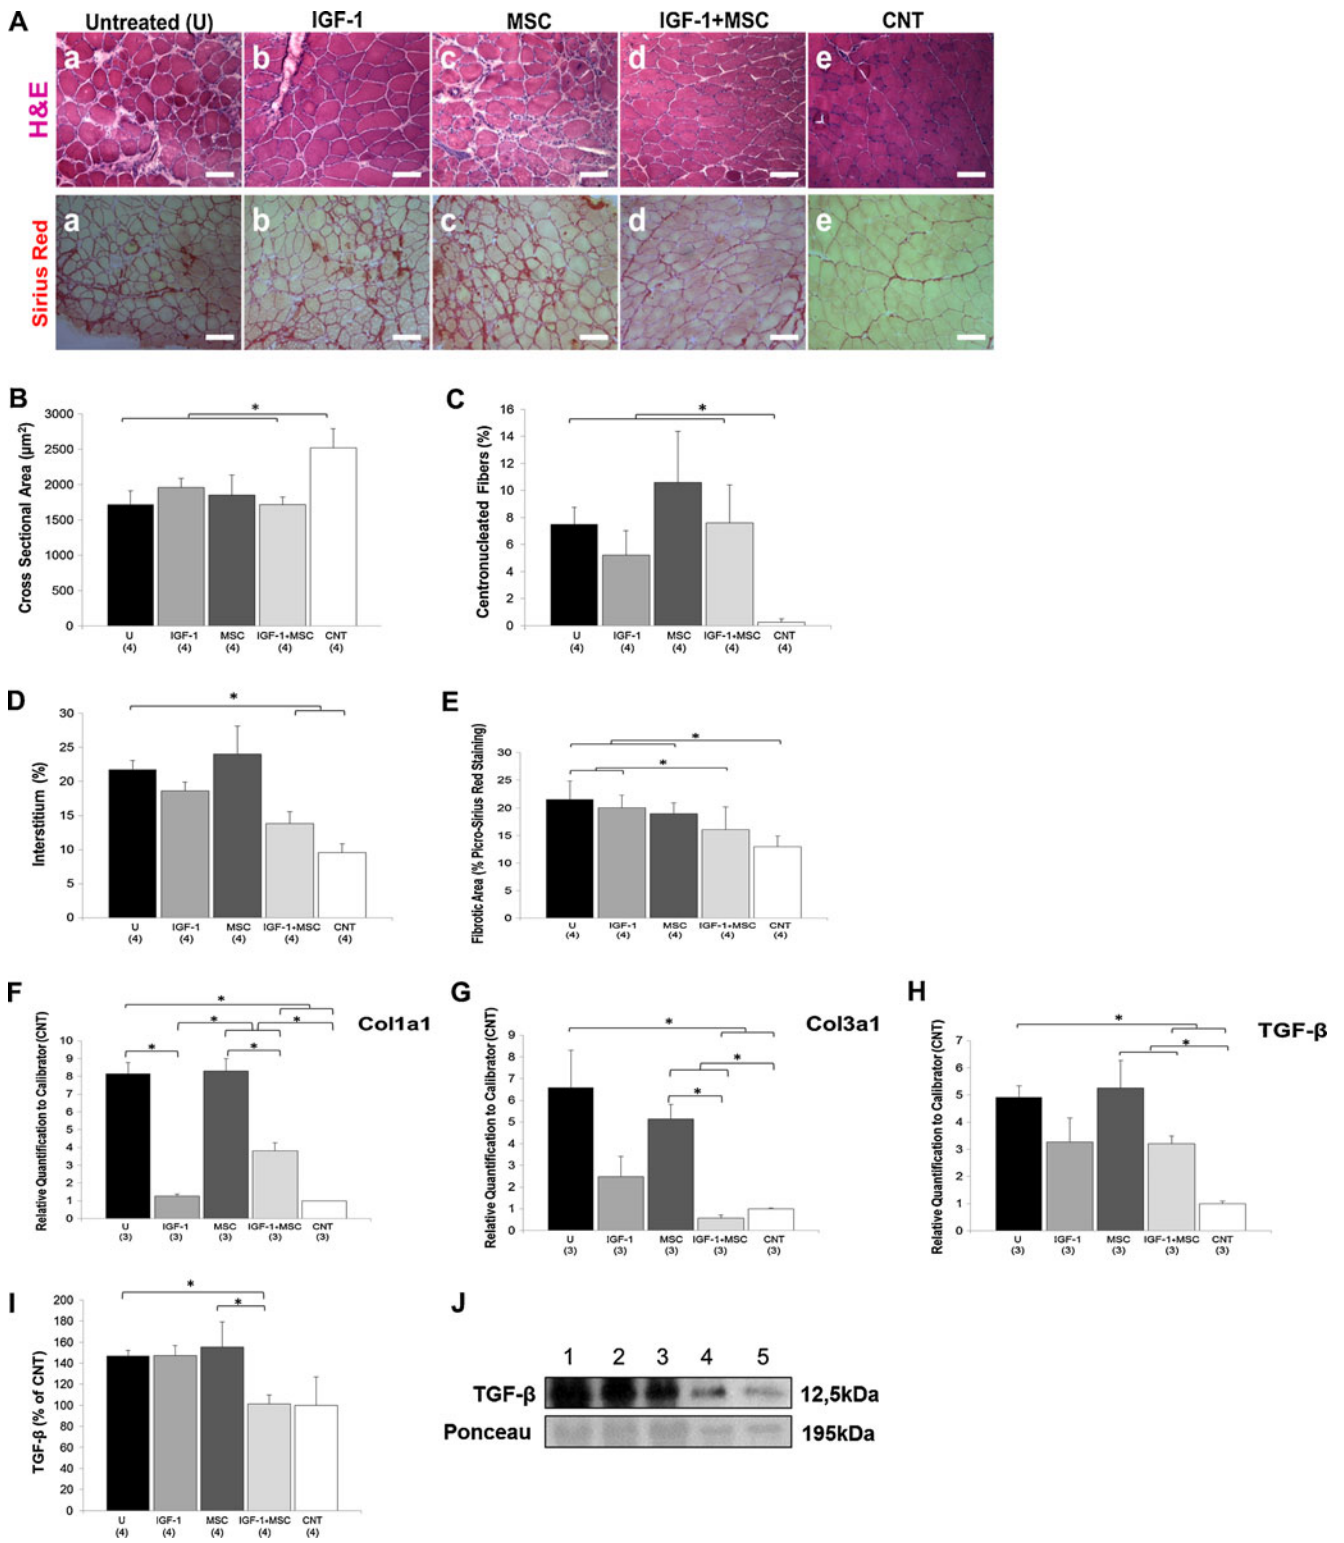 A
Untreated (U) IGF-1 MSC IGF-1+MSC CNT
H&E
a b c d e
Sirius Red
a b c d e
B
Cross Sectional Area (µm²)
3000
2500
2000
1500
1000
500
0
*
U IGF-1 MSC IGF-1+MSC CNT
(4) (4) (4) (4) (4)
C
Centronucleated Fibers (%)
16
14
12
10
8
6
4
2
0
*
U IGF-1 MSC IGF-1+MSC CNT
(4) (4) (4) (4) (4)
D
Interstitium (%)
30
25
20
15
10
5
0
*
U IGF-1 MSC IGF-1+MSC CNT
(4) (4) (4) (4) (4)
E
Fibrotic Area (% Picro-Sirius Red Staining)
30
25
20
15
10
5
0
*
*
U IGF-1 MSC IGF-1+MSC CNT
(4) (4) (4) (4) (4)
F
Col1a1
Relative Quantification to Calibrator (CNT)
10
9
8
7
6
5
4
3
2
1
0
*
* *
* *
U IGF-1 MSC IGF-1+MSC CNT
(3) (3) (3) (3) (3)
G
Col3a1
Relative Quantification to Calibrator (CNT)
9
8
7
6
5
4
3
2
1
0
*
*
*
U IGF-1 MSC IGF-1+MSC CNT
(3) (3) (3) (3) (3)
H
TGF-β
Relative Quantification to Calibrator (CNT)
7
6
5
4
3
2
1
0
*
*
U IGF-1 MSC IGF-1+MSC CNT
(3) (3) (3) (3) (3)
I
TGF-β (% of CNT)
200
180
160
140
120
100
80
60
40
20
0
*
*
U IGF-1 MSC IGF-1+MSC CNT
(4) (4) (4) (4) (4)
J
1 2 3 4 5
TGF-β 12,5kDa
Ponceau 195kDa